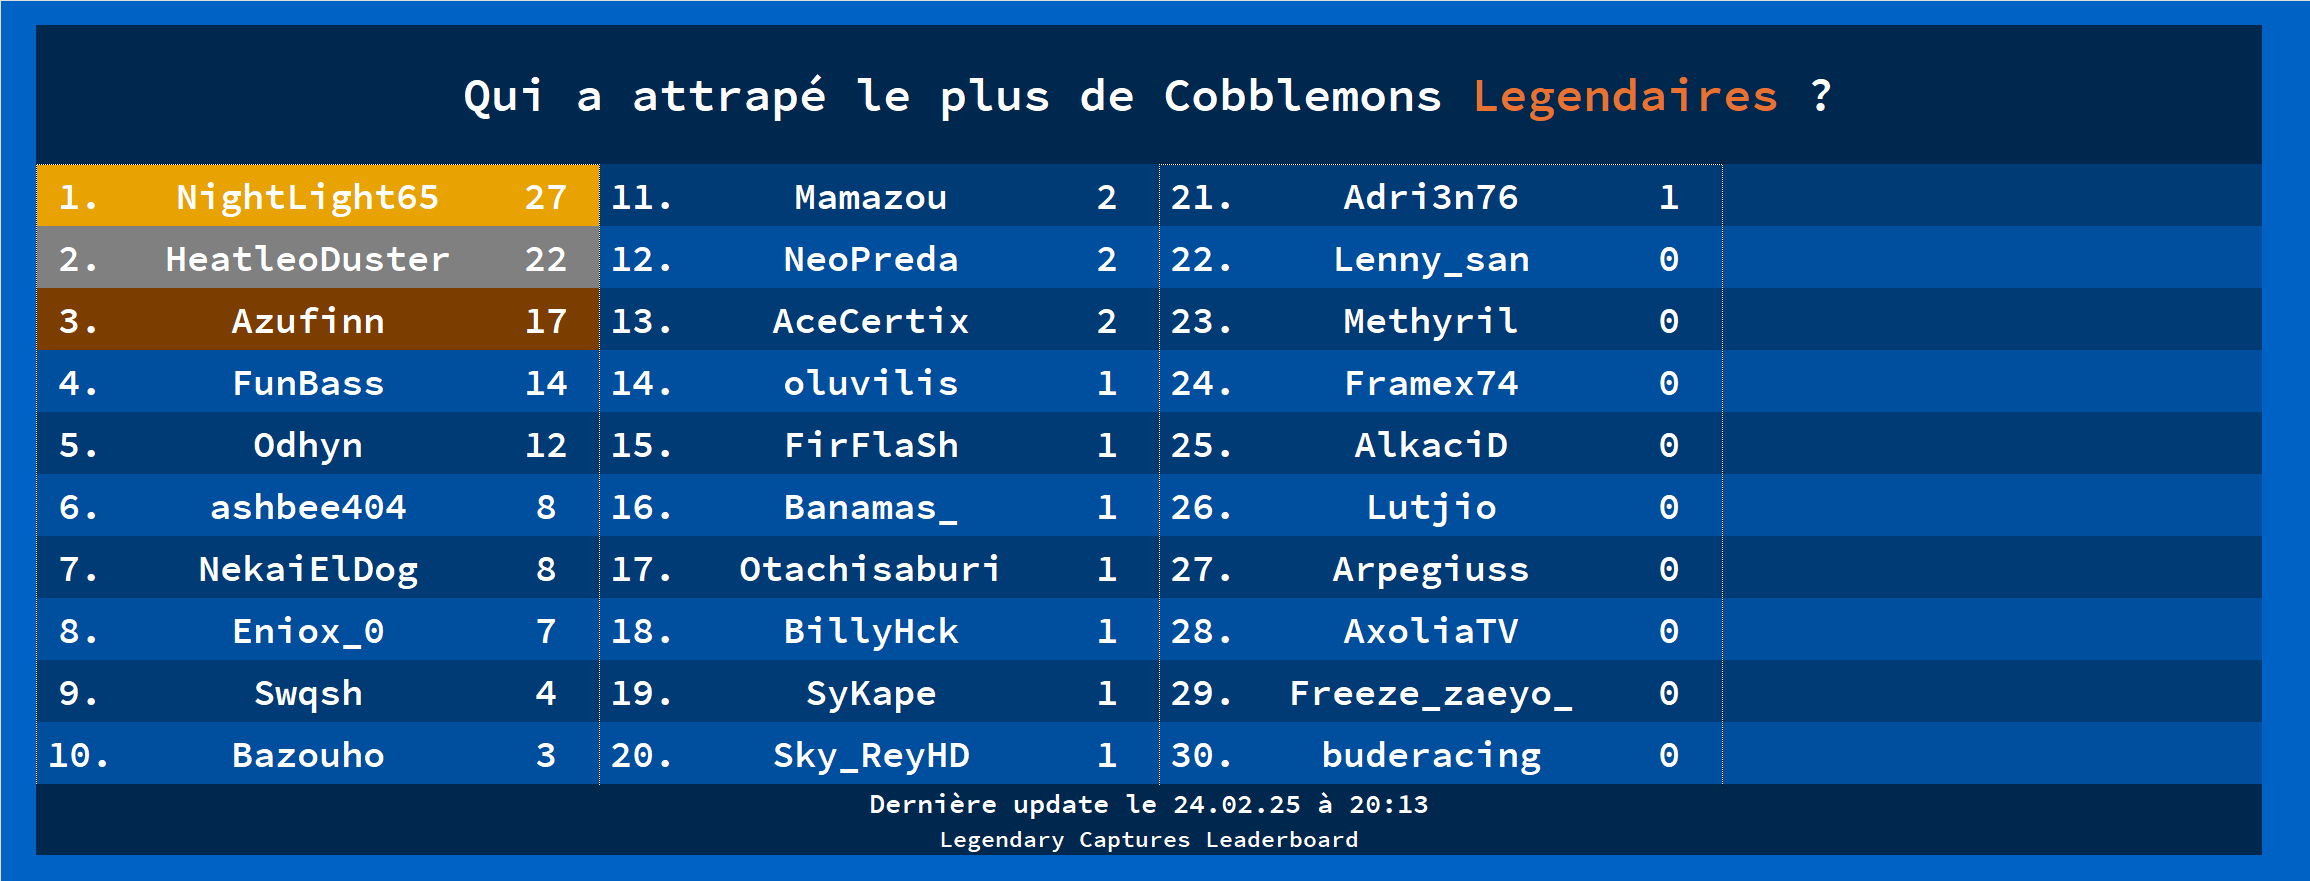 Qui a attrapé le plus de Cobblemons Legendaires ?
1. NightLight65 27
2. HeatleoDuster 22
3. Azufinn 17
4. FunBass 14
5. Odhyn 12
6. ashbee404 8
7. NekaiElDog 8
8. Eniox_0 7
9. Swqsh 4
10. Bazouho 3
11. Mamazou 2
12. NeoPreda 2
13. AceCertix 2
14. oluvilis 1
15. FirFlaSh 1
16. Banamas_ 1
17. Otachisaburi 1
18. BillyHck 1
19. SyKape 1
20. Sky_ReyHD 1
21. Adri3n76 1
22. Lenny_san 0
23. Methyril 0
24. Framex74 0
25. AlkaciD 0
26. Lutjio 0
27. Arpegiuss 0
28. AxoliaTV 0
29. Freeze_zaeyo_ 0
30. buderacing 0
Dernière update le 24.02.25 à 20:13
Legendary Captures Leaderboard